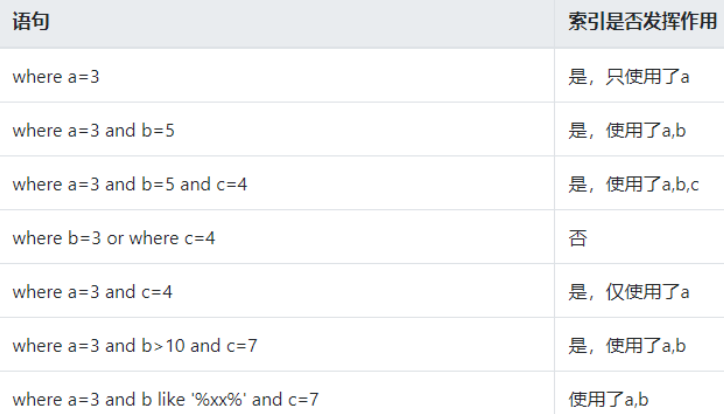 语句 索引是否发挥作用
where a=3 是，只使用了a
where a=3 and b=5 是，使用了a,b
where a=3 and b=5 and c=4 是，使用了a,b,c
where b=3 or where c=4 否
where a=3 and c=4 是，仅使用了a
where a=3 and b>10 and c=7 是，使用了a,b
where a=3 and b like '%xx%' and c=7 使用了a,b